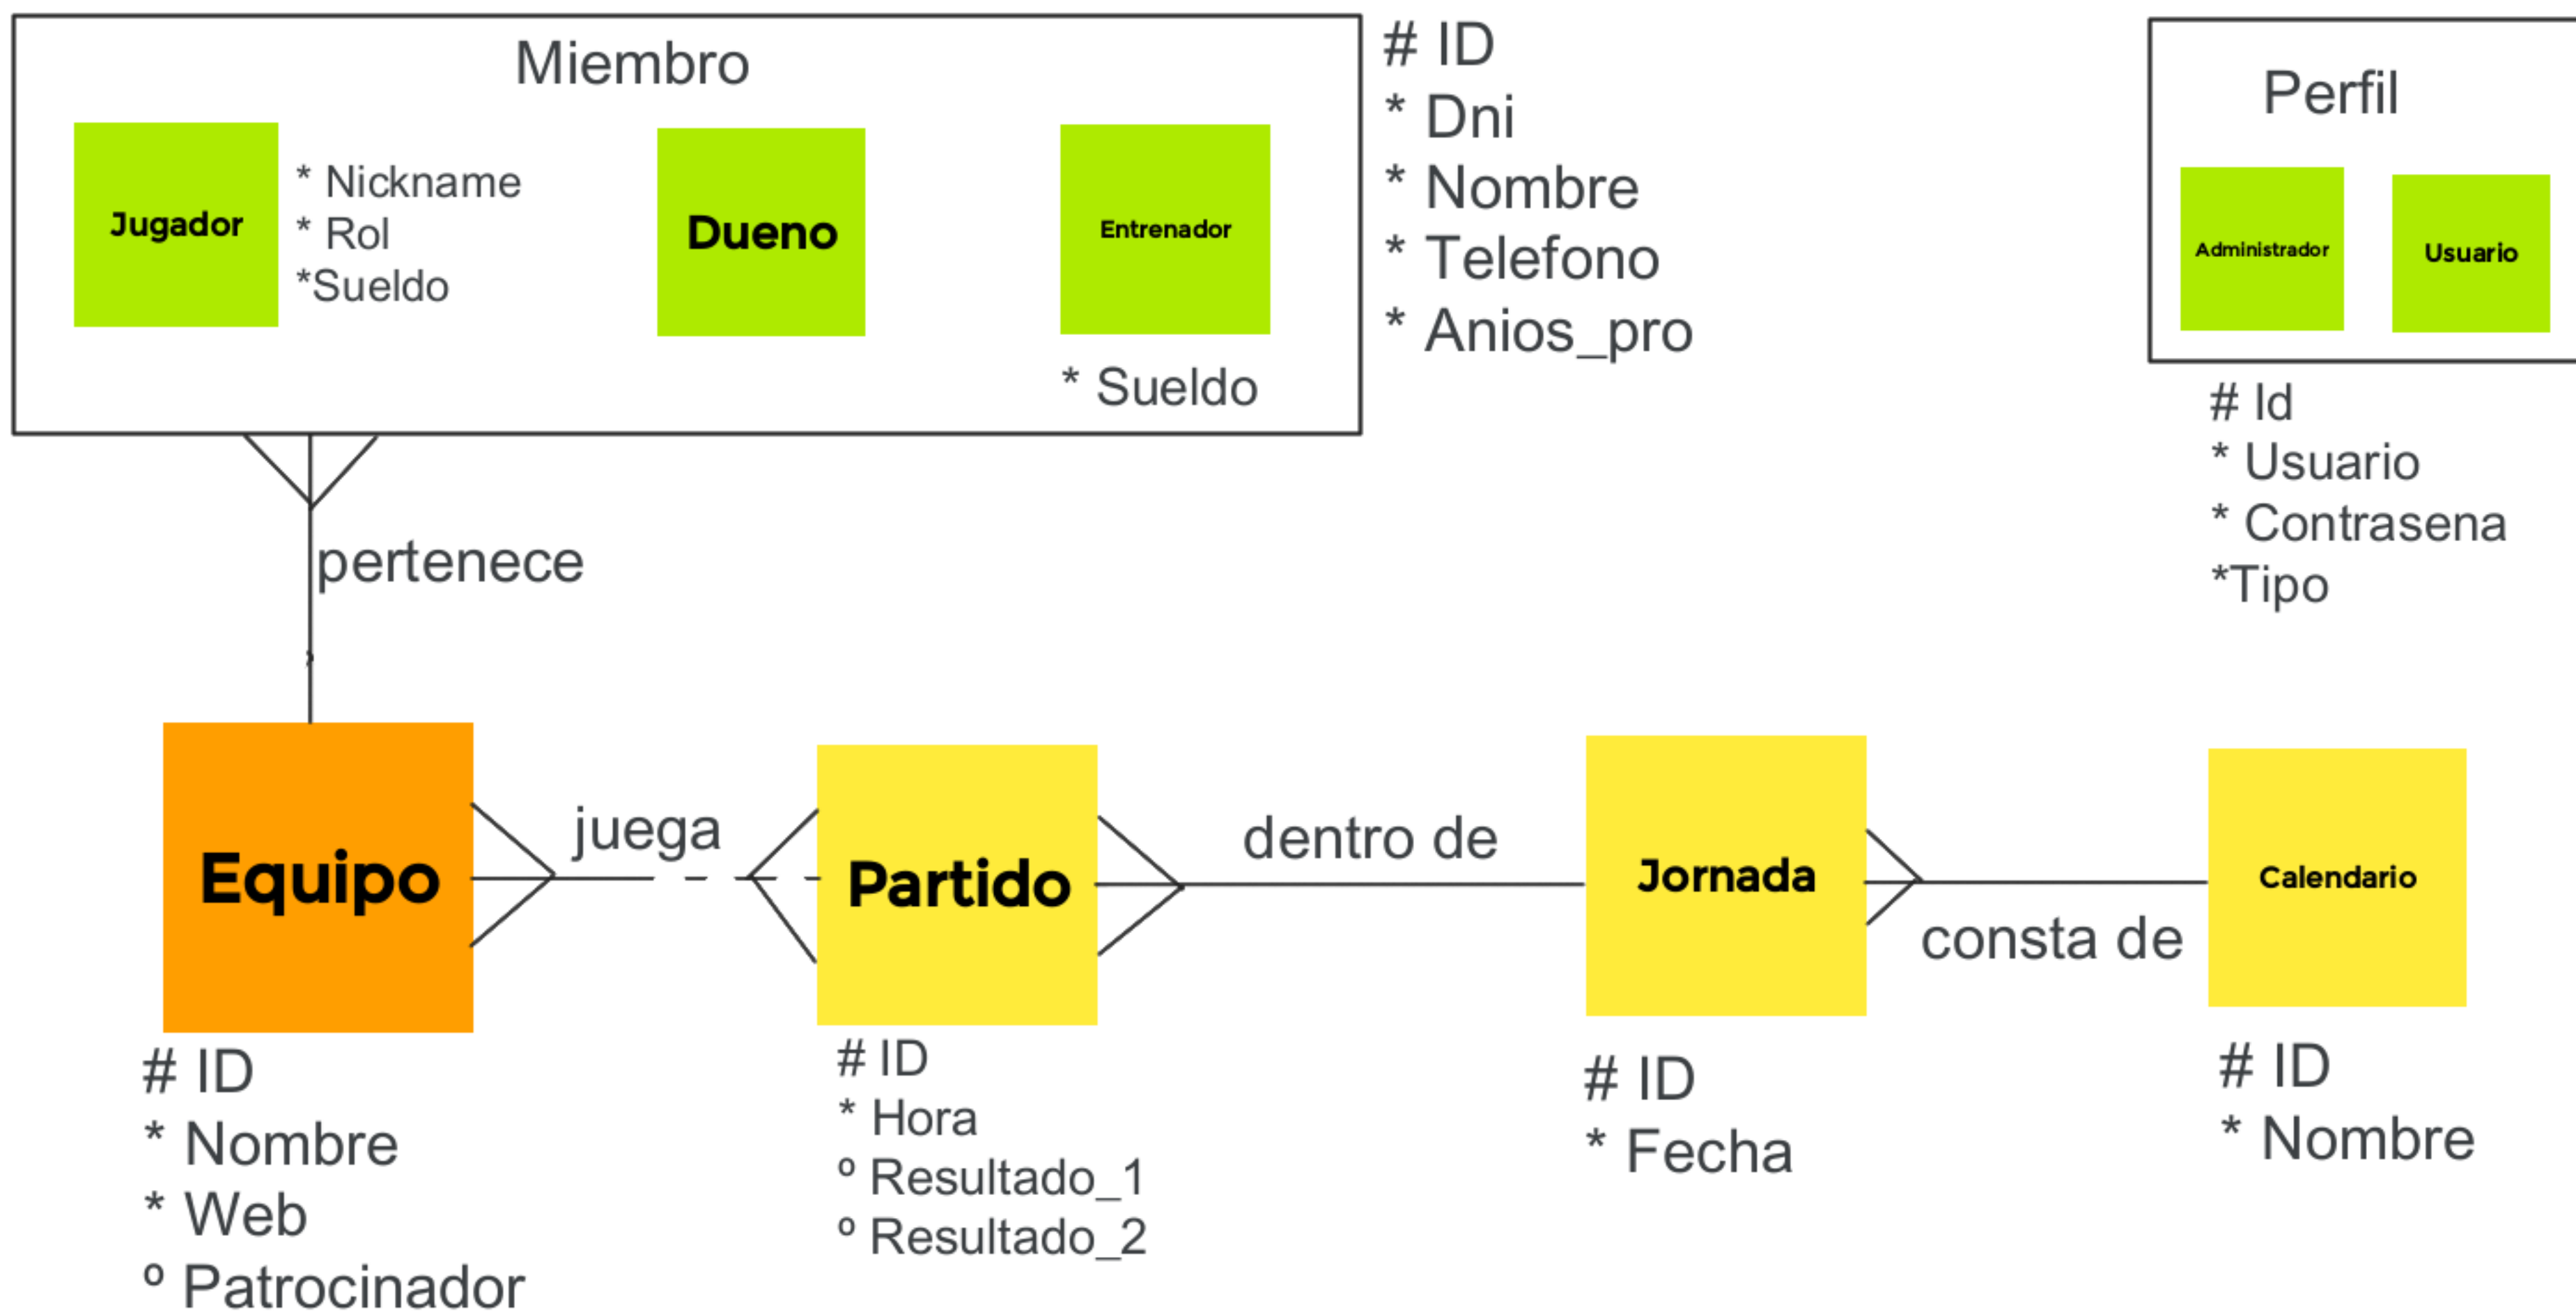 Miembro
Jugador
* Nickname
* Rol
*Sueldo
Dueno
Entrenador
* Sueldo
# ID
* Dni
* Nombre
* Telefono
* Anios_pro
Perfil
Administrador
Usuario
# Id
* Usuario
* Contrasena
*Tipo
pertenece
Equipo
juega
Partido
dentro de
Jornada
consta de
Calendario
# ID
* Nombre
* Web
º Patrocinador
# ID
* Hora
º Resultado_1
º Resultado_2
# ID
* Fecha
# ID
* Nombre